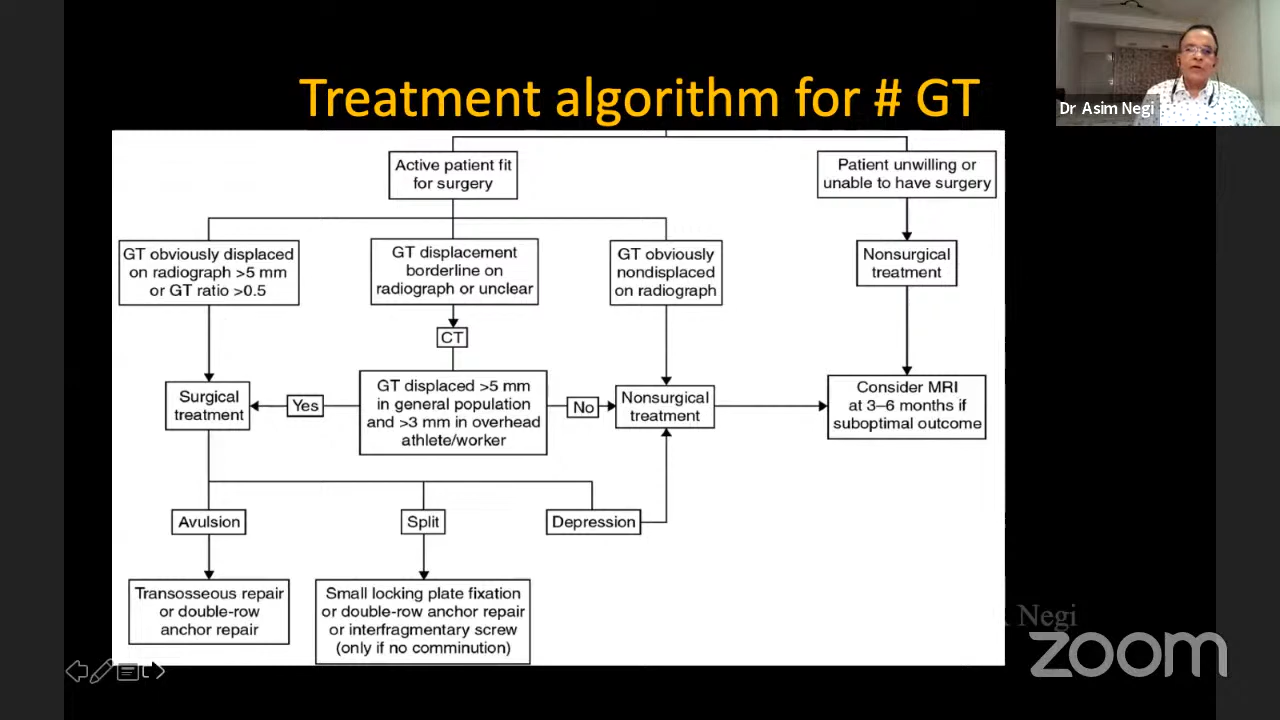 Treatment algorithm for # GT
Dr Asim Negi
Active patient fit
for surgery
Patient unwilling or
unable to have surgery
GT obviously displaced
on radiograph >5 mm
or GT ratio >0.5
GT displacement
borderline on
radiograph or unclear
GT obviously
nondisplaced
on radiograph
Nonsurgical
treatment
CT
Surgical
treatment
Yes
GT displaced >5 mm
in general population
and >3 mm in overhead
athlete/worker
No
Nonsurgical
treatment
Consider MRI
at 3–6 months if
suboptimal outcome
Avulsion
Split
Depression
Transosseous repair
or double-row
anchor repair
Small locking plate fixation
or double-row anchor repair
or interfragmentary screw
(only if no comminution)
Negi
zoom